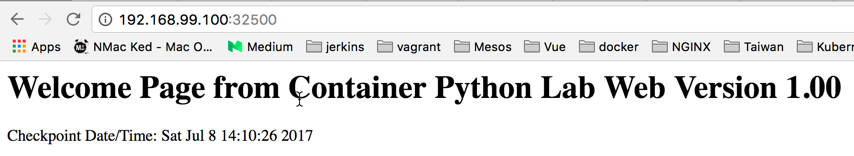 192.168.99.100:32500
Apps NMac Ked - Mac O... Medium jerkins vagrant Mesos Vue docker NGINX Taiwan Kubern
Welcome Page from Container Python Lab Web Version 1.00
Checkpoint Date/Time: Sat Jul 8 14:10:26 2017